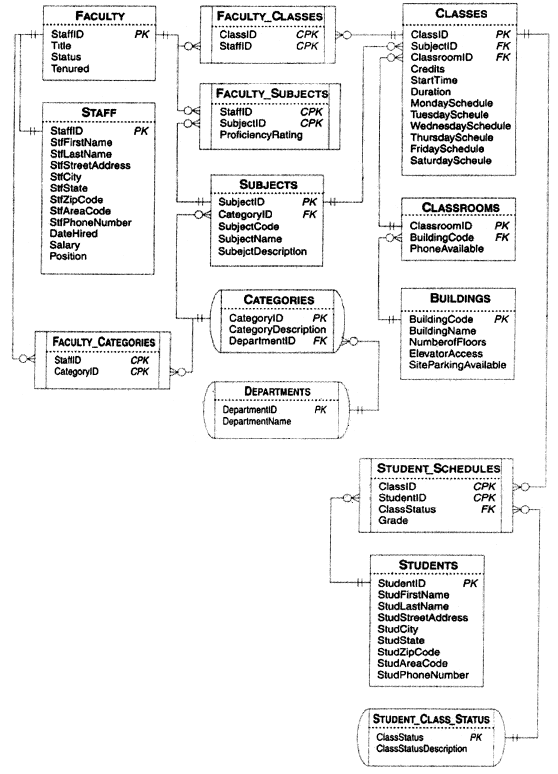 FACULTY
StaffID PK
Title
Status
Tenured
STAFF
StaffID PK
StfFirstName
StfLastName
StfStreetAddress
StfCity
StfState
StfZipCode
StfAreaCode
StfPhoneNumber
DateHired
Salary
Position
FACULTY_CATEGORIES
StaffID CPK
CategoryID CPK
FACULTY_CLASSES
ClassID CPK
StaffID CPK
FACULTY_SUBJECTS
StaffID CPK
SubjectID CPK
ProficiencyRating
SUBJECTS
SubjectID PK
CategoryID FK
SubjectCode
SubjectName
SubejctDescription
CATEGORIES
CategoryID PK
CategoryDescription
DepartmentID FK
DEPARTMENTS
DepartmentID PK
DepartmentName
CLASSES
ClassID PK
SubjectID FK
ClassroomID FK
Credits
StartTime
Duration
MondaySchedule
TuesdayScheule
WednesdaySchedule
ThursdayScheule
FridaySchedule
SaturdayScheule
CLASSROOMS
ClassroomID PK
BuildingCode FK
PhoneAvailable
BUILDINGS
BuildingCode PK
BuildingName
NumberofFloors
ElevatorAccess
SiteParkingAvailable
STUDENT_SCHEDULES
ClassID CPK
StudentID CPK
ClassStatus FK
Grade
STUDENTS
StudentID PK
StudFirstName
StudLastName
StudStreetAddress
StudCity
StudState
StudZipCode
StudAreaCode
StudPhoneNumber
STUDENT_CLASS_STATUS
ClassStatus PK
ClassStatusDescription